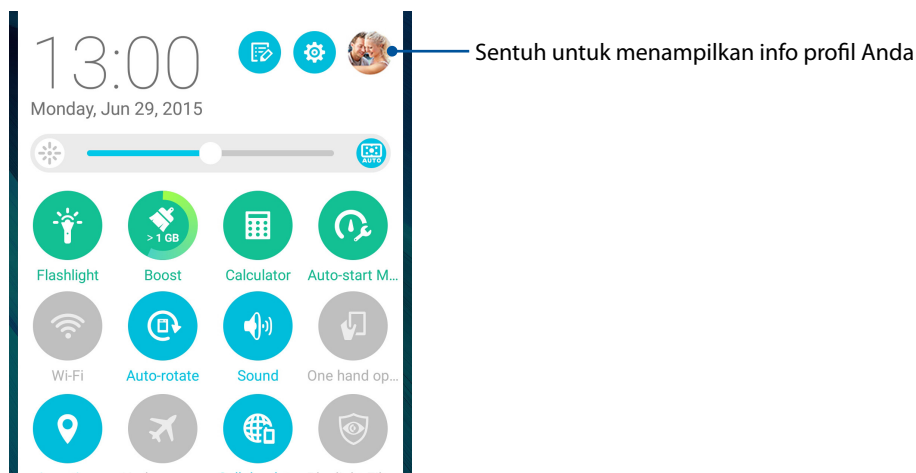 13:00
Sentuh untuk menampilkan info profil Anda
Monday, Jun 29, 2015
AUTO
> 1 GB
Flashlight Boost Calculator Auto-start M...
Wi-Fi Auto-rotate Sound One hand op...